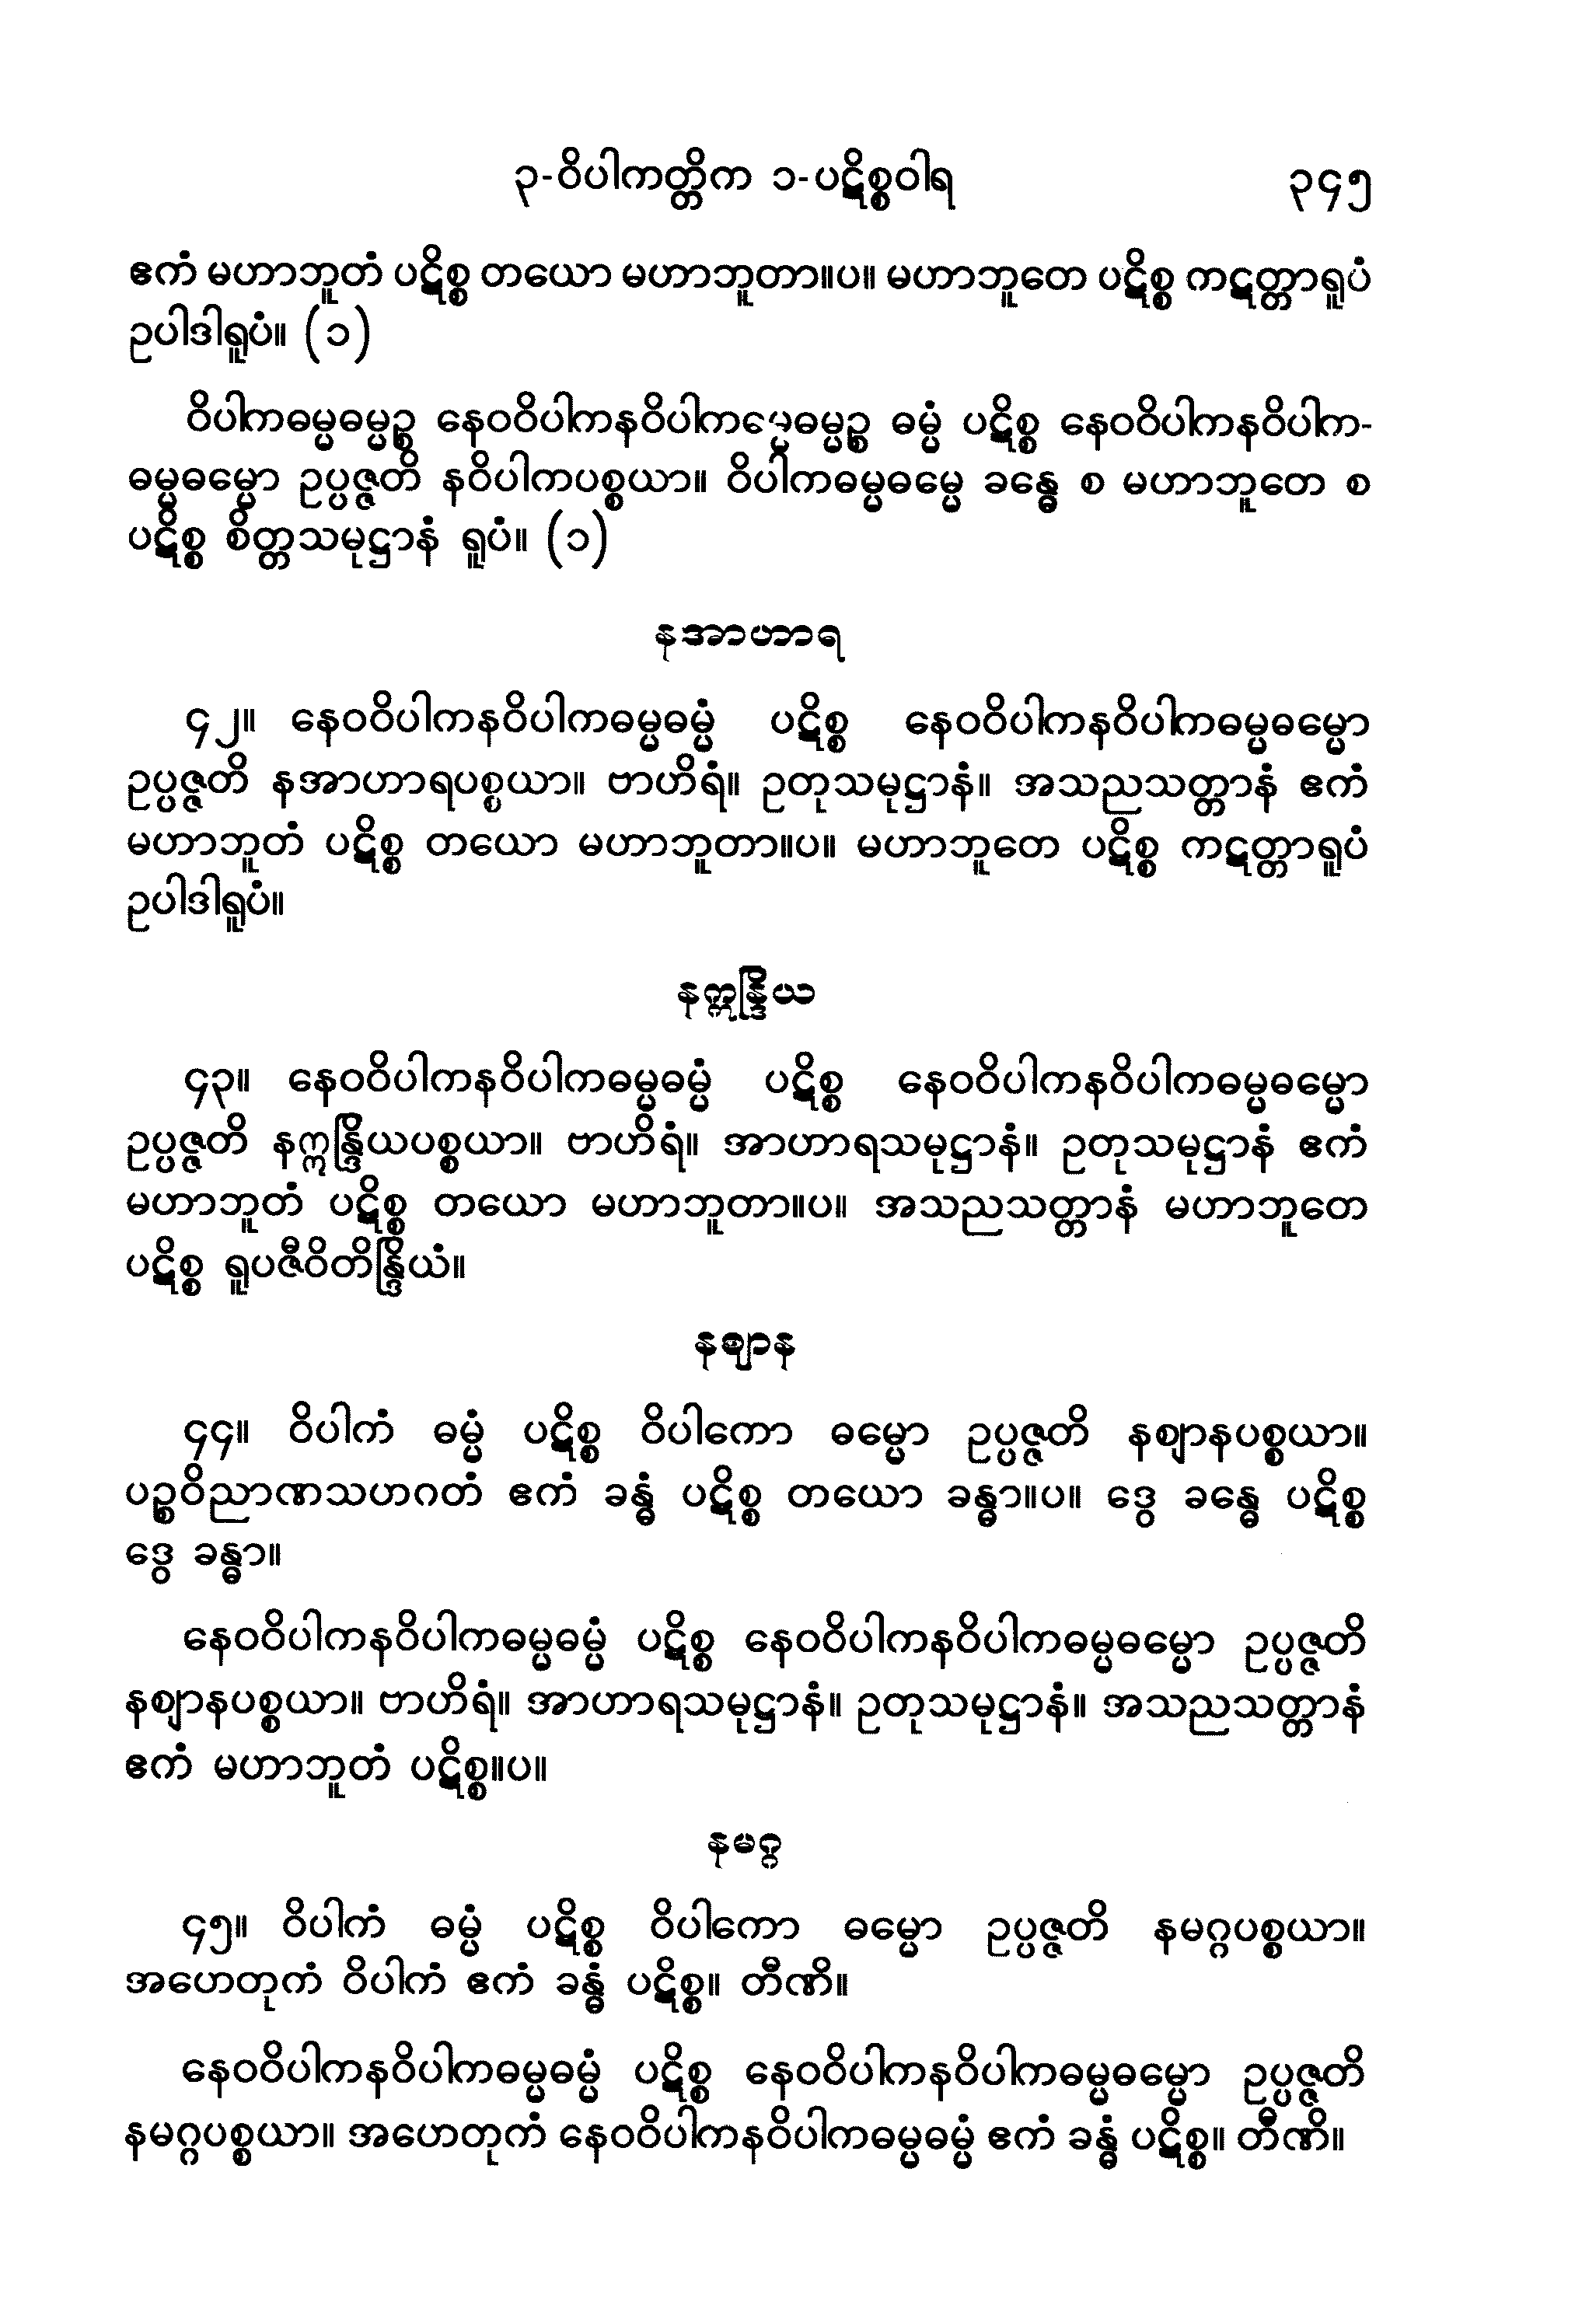 ၃-ဝိပါကတ္တိက ၁-ပဋိစ္စဝါရ ၃၄၅
ဧကံ မဟာဘူတံ ပဋိစ္စ တယော မဟာဘူတာ။ပ။ မဟာဘူတေ ပဋိစ္စ ကဋတ္တာရူပံ
ဥပါဒါရူပံ။ (၁)
ဝိပါကဓမ္မဓမ္မဉ္စ နေဝဝိပါကနဝိပါကဓမ္မဓမ္မဉ္စ ဓမ္မံ ပဋိစ္စ နေဝဝိပါကနဝိပါက-
ဓမ္မဓမ္မော ဥပ္ပဇ္ဇတိ နဝိပါကပစ္စယာ။ ဝိပါကဓမ္မဓမ္မေ ခန္ဓေ စ မဟာဘူတေ စ
ပဋိစ္စ စိတ္တသမုဋ္ဌာနံ ရူပံ။ (၁)
နအာဟာရ
၄၂။ နေဝဝိပါကနဝိပါကဓမ္မဓမ္မံ ပဋိစ္စ နေဝဝိပါကနဝိပါကဓမ္မဓမ္မော
ဥပ္ပဇ္ဇတိ နအာဟာရပစ္စယာ။ ဗာဟိရံ။ ဥတုသမုဋ္ဌာနံ။ အသညသတ္တာနံ ဧကံ
မဟာဘူတံ ပဋိစ္စ တယော မဟာဘူတာ။ပ။ မဟာဘူတေ ပဋိစ္စ ကဋတ္တာရူပံ
ဥပါဒါရူပံ။
နဣန္ဒြိယ
၄၃။ နေဝဝိပါကနဝိပါကဓမ္မဓမ္မံ ပဋိစ္စ နေဝဝိပါကနဝိပါကဓမ္မဓမ္မော
ဥပ္ပဇ္ဇတိ နဣန္ဒြိယပစ္စယာ။ ဗာဟိရံ။ အာဟာရသမုဋ္ဌာနံ။ ဥတုသမုဋ္ဌာနံ ဧကံ
မဟာဘူတံ ပဋိစ္စ တယော မဟာဘူတာ။ပ။ အသညသတ္တာနံ မဟာဘူတေ
ပဋိစ္စ ရူပဇီဝိတိန္ဒြိယံ။
နဈာန
၄၄။ ဝိပါကံ ဓမ္မံ ပဋိစ္စ ဝိပါကော ဓမ္မော ဥပ္ပဇ္ဇတိ နဈာနပစ္စယာ။
ပဉ္စဝိညာဏသဟဂတံ ဧကံ ခန္ဓံ ပဋိစ္စ တယော ခန္ဓာ။ပ။ ဒွေ ခန္ဓေ ပဋိစ္စ
ဒွေ ခန္ဓာ။
နေဝဝိပါကနဝိပါကဓမ္မဓမ္မံ ပဋိစ္စ နေဝဝိပါကနဝိပါကဓမ္မဓမ္မော ဥပ္ပဇ္ဇတိ
နဈာနပစ္စယာ။ ဗာဟိရံ။ အာဟာရသမုဋ္ဌာနံ။ ဥတုသမုဋ္ဌာနံ။ အသညသတ္တာနံ
ဧကံ မဟာဘူတံ ပဋိစ္စ။ပ။
နမဂ္ဂ
၄၅။ ဝိပါကံ ဓမ္မံ ပဋိစ္စ ဝိပါကော ဓမ္မော ဥပ္ပဇ္ဇတိ နမဂ္ဂပစ္စယာ။
အဟေတုကံ ဝိပါကံ ဧကံ ခန္ဓံ ပဋိစ္စ။ တီဏိ။
နေဝဝိပါကနဝိပါကဓမ္မဓမ္မံ ပဋိစ္စ နေဝဝိပါကနဝိပါကဓမ္မဓမ္မော ဥပ္ပဇ္ဇတိ
နမဂ္ဂပစ္စယာ။ အဟေတုကံ နေဝဝိပါကနဝိပါကဓမ္မဓမ္မံ ဧကံ ခန္ဓံ ပဋိစ္စ။ တီဏိ။